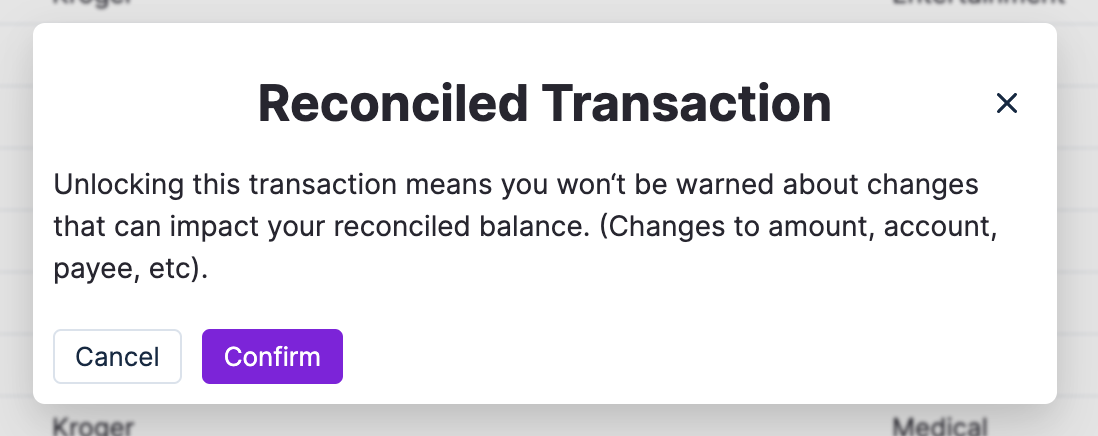 Kroger Entertainment
Reconciled Transaction
Unlocking this transaction means you won‘t be warned about changes
that can impact your reconciled balance. (Changes to amount, account,
payee, etc).
Cancel Confirm
Kroger Medical